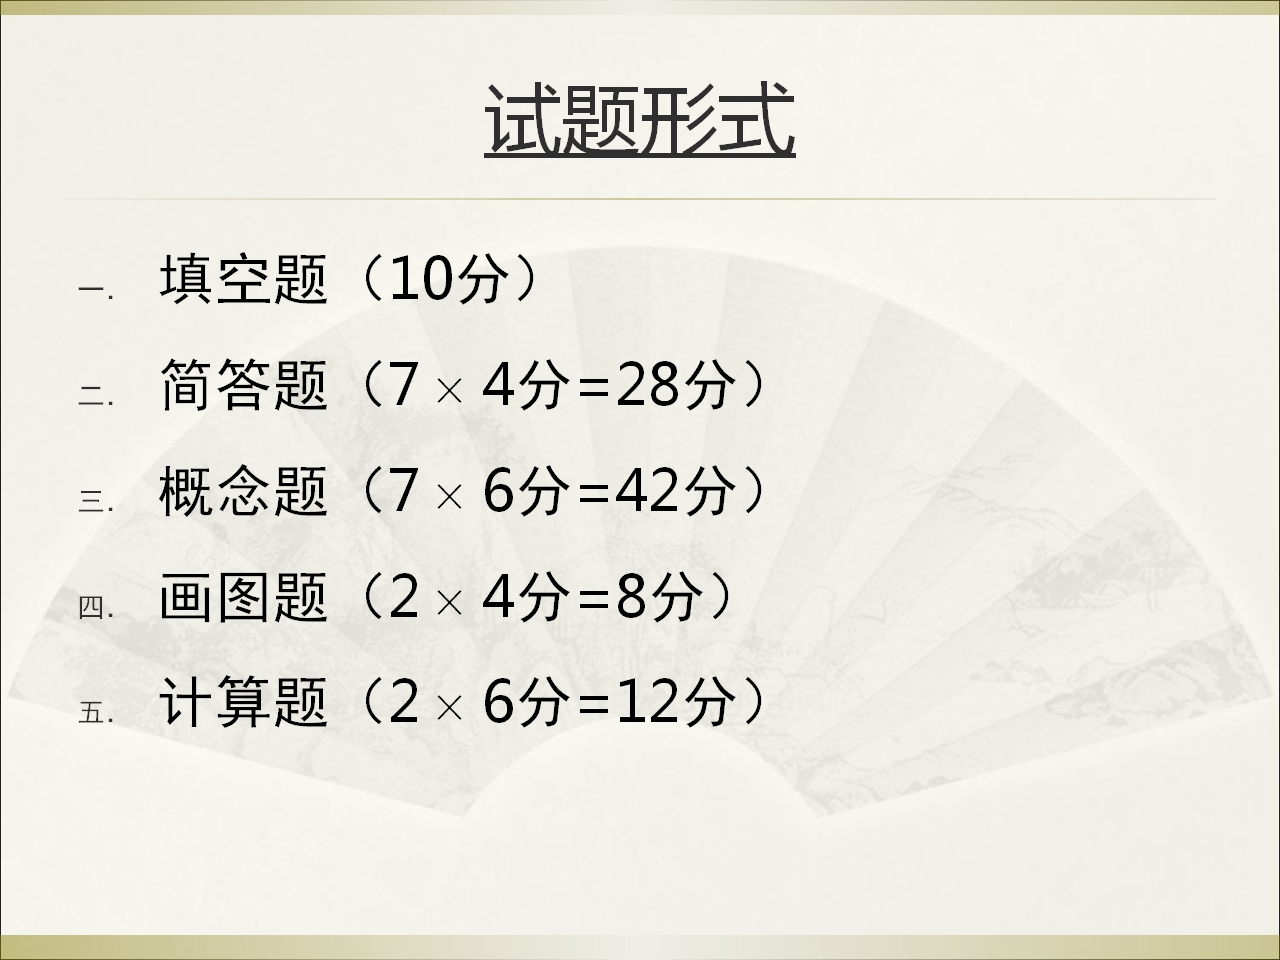 试题形式
一. 填空题（10分）
二. 简答题（7 × 4分=28分）
三. 概念题（7 × 6分=42分）
四. 画图题（2 × 4分=8分）
五. 计算题（2 × 6分=12分）